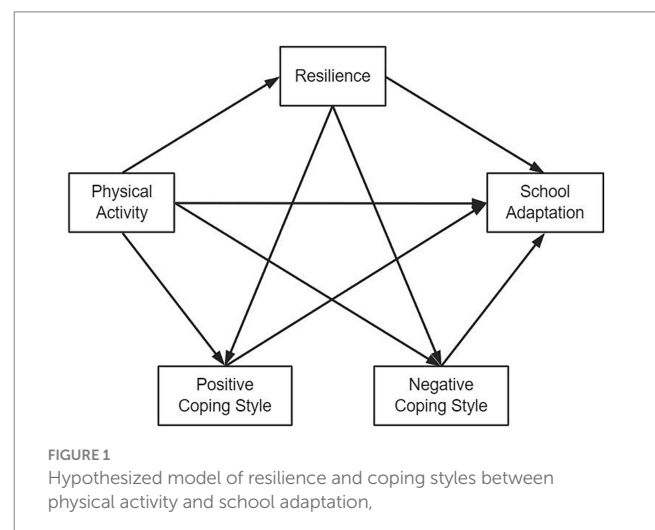 Resilience
Physical
Activity
School
Adaptation
Positive
Coping Style
Negative
Coping Style
FIGURE 1
Hypothesized model of resilience and coping styles between
physical activity and school adaptation,